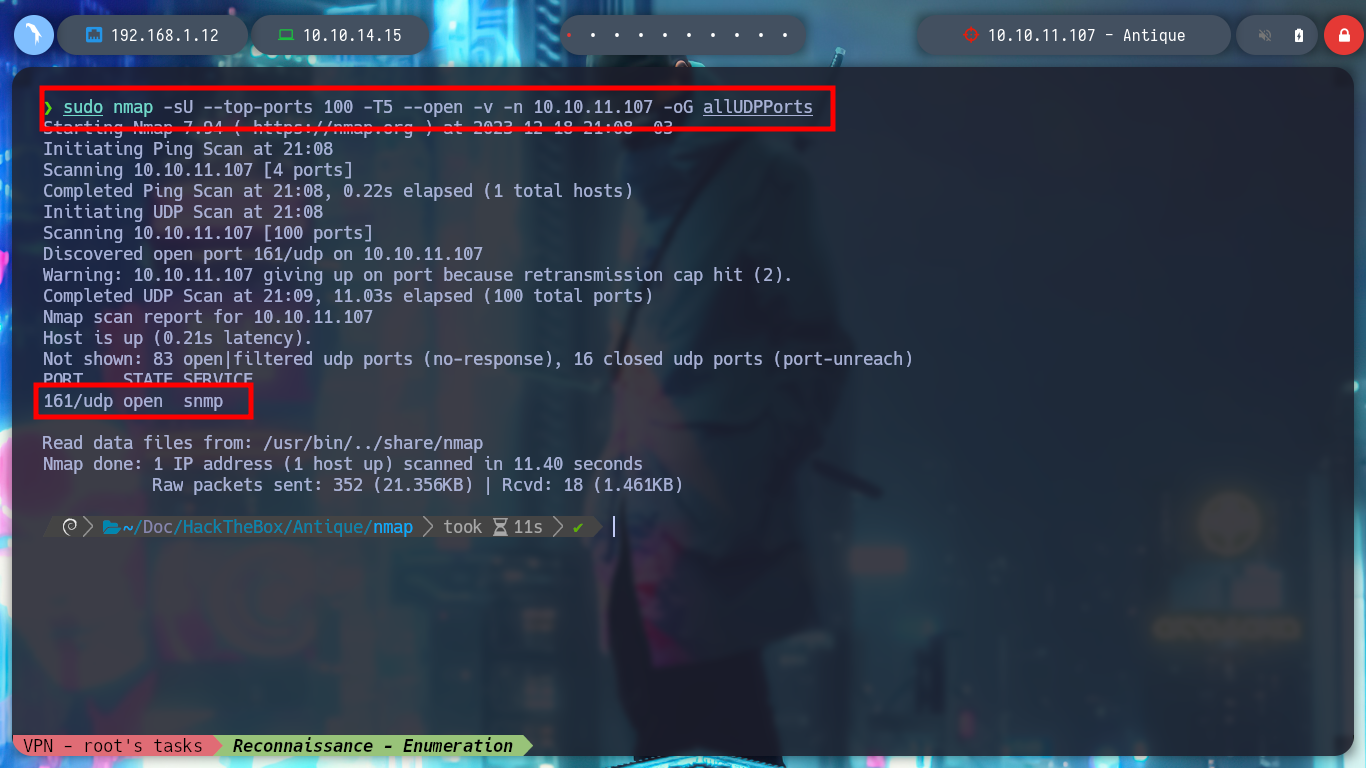 192.168.1.12
10.10.14.15
10.10.11.107 - Antique
❯ sudo nmap -sU --top-ports 100 -T5 --open -v -n 10.10.11.107 -oG allUDPPorts
Starting Nmap 7.94 ( https://nmap.org ) at 2023-12-18 21:08 -03
Initiating Ping Scan at 21:08
Scanning 10.10.11.107 [4 ports]
Completed Ping Scan at 21:08, 0.22s elapsed (1 total hosts)
Initiating UDP Scan at 21:08
Scanning 10.10.11.107 [100 ports]
Discovered open port 161/udp on 10.10.11.107
Warning: 10.10.11.107 giving up on port because retransmission cap hit (2).
Completed UDP Scan at 21:09, 11.03s elapsed (100 total ports)
Nmap scan report for 10.10.11.107
Host is up (0.21s latency).
Not shown: 83 open|filtered udp ports (no-response), 16 closed udp ports (port-unreach)
PORT    STATE SERVICE
161/udp open  snmp
Read data files from: /usr/bin/../share/nmap
Nmap done: 1 IP address (1 host up) scanned in 11.40 seconds
Raw packets sent: 352 (21.356KB) | Rcvd: 18 (1.461KB)
~/Doc/HackTheBox/Antique/nmap took 11s ✔
VPN - root's tasks Reconnaissance - Enumeration